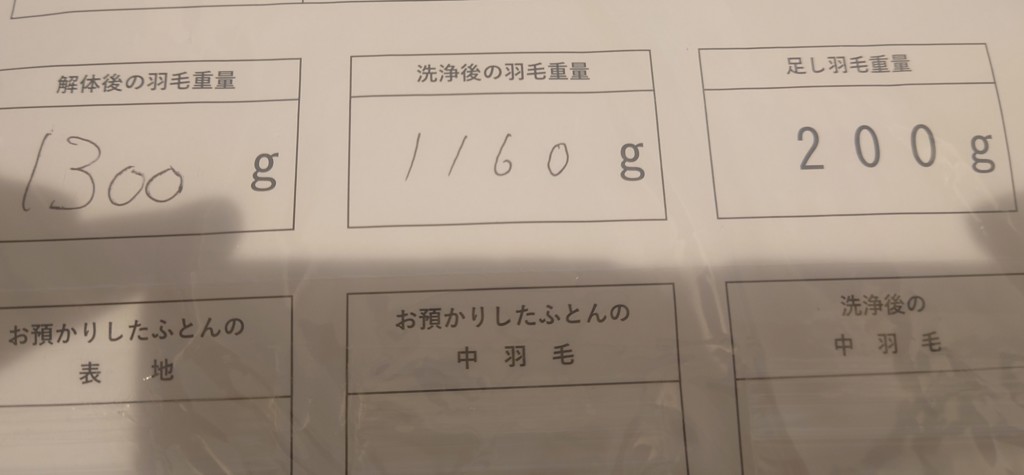 解体後の羽毛重量
1300 g
洗浄後の羽毛重量
1160 g
足し羽毛重量
200 g
お預かりしたふとんの
表 地
お預かりしたふとんの
中 羽 毛
洗浄後の
中 羽 毛